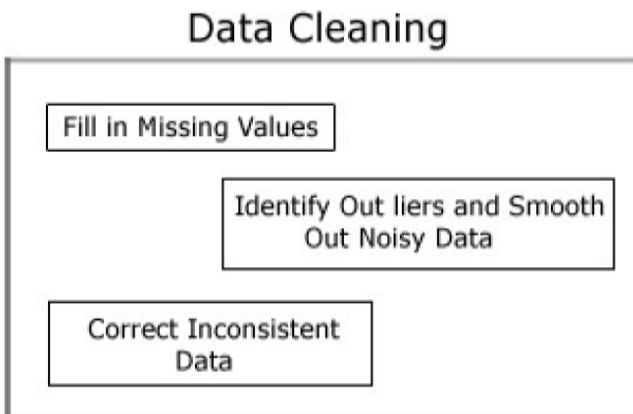 Data Cleaning
Fill in Missing Values
Identify Out liers and Smooth
Out Noisy Data
Correct Inconsistent
Data